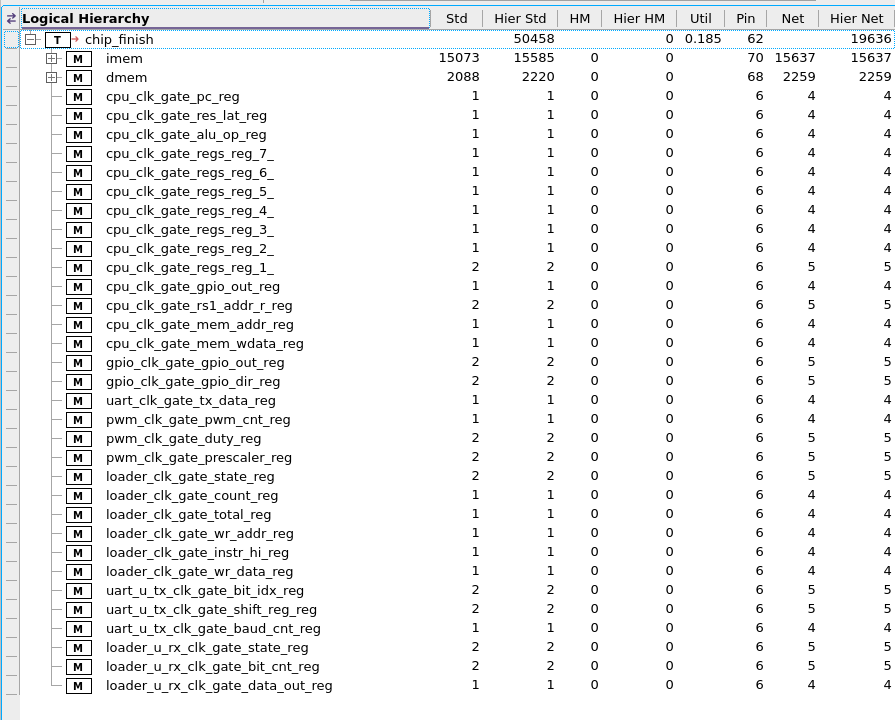 Logical Hierarchy Std Hier Std HM Hier HM Util Pin Net Hier Net
T chip_finish 50458 0 0.185 62 19636
M imem 15073 15585 0 0 70 15637 15637
M dmem 2088 2220 0 0 68 2259 2259
M cpu_clk_gate_pc_reg 1 1 0 0 6 4 4
M cpu_clk_gate_res_lat_reg 1 1 0 0 6 4 4
M cpu_clk_gate_alu_op_reg 1 1 0 0 6 4 4
M cpu_clk_gate_regs_reg_7_ 1 1 0 0 6 4 4
M cpu_clk_gate_regs_reg_6_ 1 1 0 0 6 4 4
M cpu_clk_gate_regs_reg_5_ 1 1 0 0 6 4 4
M cpu_clk_gate_regs_reg_4_ 1 1 0 0 6 4 4
M cpu_clk_gate_regs_reg_3_ 1 1 0 0 6 4 4
M cpu_clk_gate_regs_reg_2_ 1 1 0 0 6 4 4
M cpu_clk_gate_regs_reg_1_ 2 2 0 0 6 5 5
M cpu_clk_gate_gpio_out_reg 1 1 0 0 6 4 4
M cpu_clk_gate_rs1_addr_r_reg 2 2 0 0 6 5 5
M cpu_clk_gate_mem_addr_reg 1 1 0 0 6 4 4
M cpu_clk_gate_mem_wdata_reg 1 1 0 0 6 4 4
M gpio_clk_gate_gpio_out_reg 2 2 0 0 6 5 5
M gpio_clk_gate_gpio_dir_reg 2 2 0 0 6 5 5
M uart_clk_gate_tx_data_reg 1 1 0 0 6 4 4
M pwm_clk_gate_pwm_cnt_reg 1 1 0 0 6 4 4
M pwm_clk_gate_duty_reg 2 2 0 0 6 5 5
M pwm_clk_gate_prescaler_reg 2 2 0 0 6 5 5
M loader_clk_gate_state_reg 2 2 0 0 6 5 5
M loader_clk_gate_count_reg 1 1 0 0 6 4 4
M loader_clk_gate_total_reg 1 1 0 0 6 4 4
M loader_clk_gate_wr_addr_reg 1 1 0 0 6 4 4
M loader_clk_gate_instr_hi_reg 1 1 0 0 6 4 4
M loader_clk_gate_wr_data_reg 1 1 0 0 6 4 4
M uart_u_tx_clk_gate_bit_idx_reg 2 2 0 0 6 5 5
M uart_u_tx_clk_gate_shift_reg_reg 2 2 0 0 6 5 5
M uart_u_tx_clk_gate_baud_cnt_reg 1 1 0 0 6 4 4
M loader_u_rx_clk_gate_state_reg 2 2 0 0 6 5 5
M loader_u_rx_clk_gate_bit_cnt_reg 2 2 0 0 6 5 5
M loader_u_rx_clk_gate_data_out_reg 1 1 0 0 6 4 4